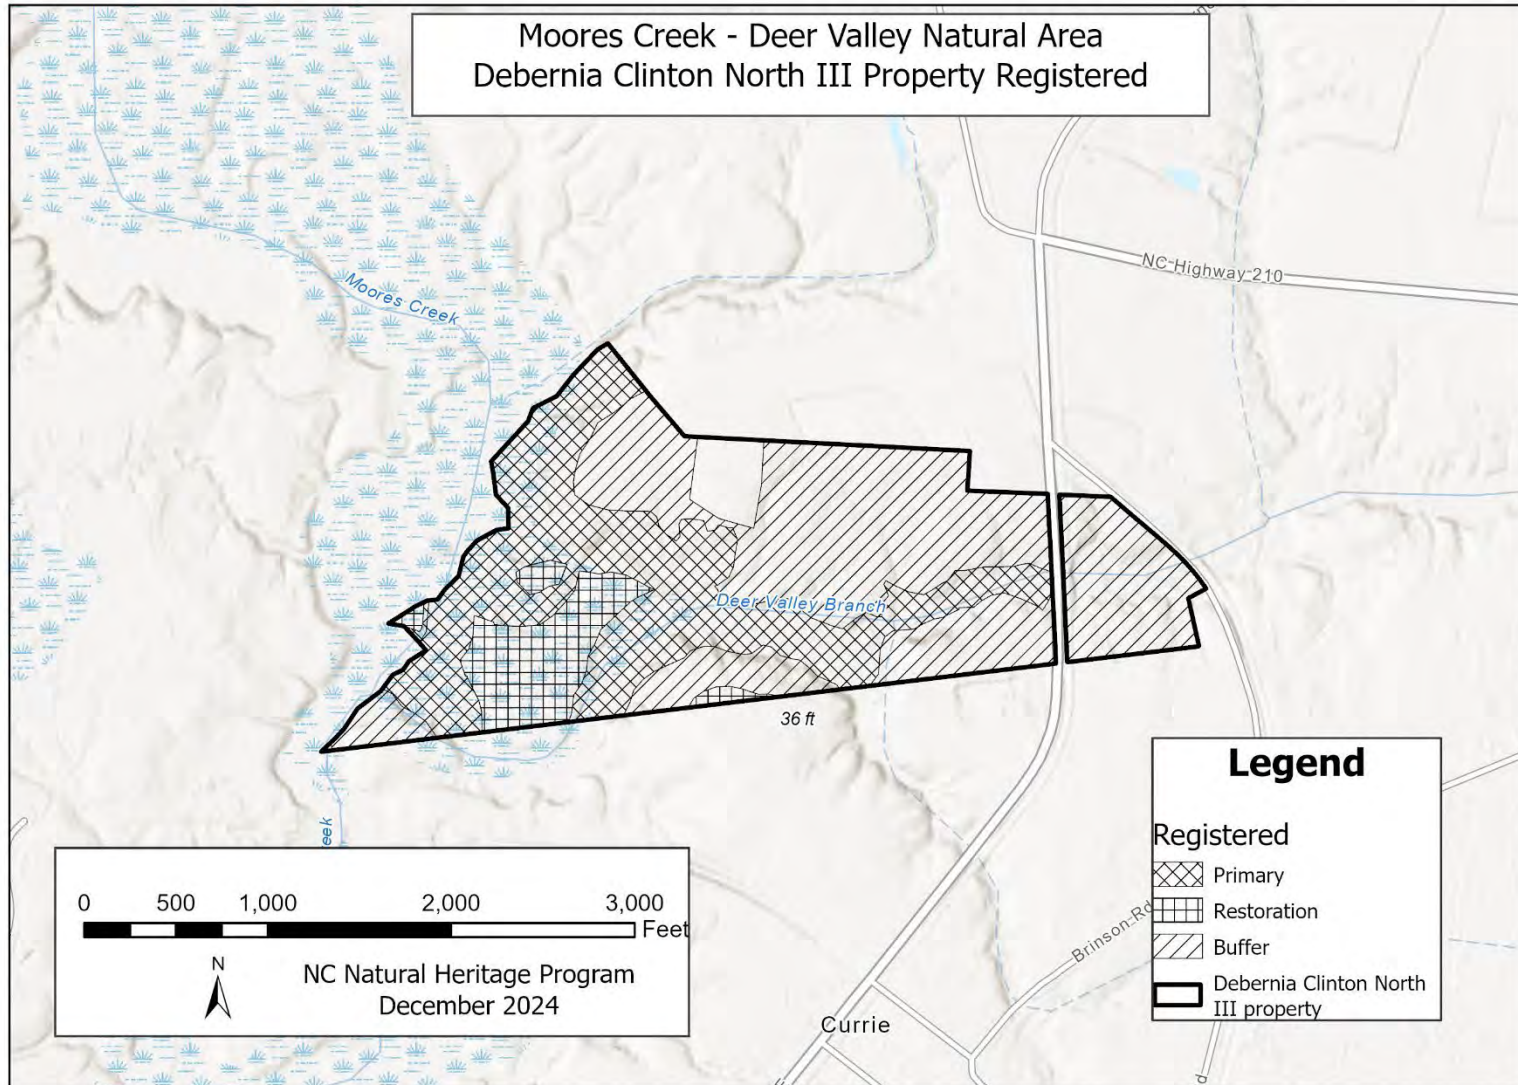 Moores Creek - Deer Valley Natural Area
Debernia Clinton North III Property Registered
NC Highway 210
Moores Creek
Deer Valley Branch
36 ft
Legend
Registered
Primary
Restoration
Buffer
Debernia Clinton North
III property
eek
0 500 1,000 2,000 3,000
Feet
N
NC Natural Heritage Program
December 2024
Brinson Rd
Currie